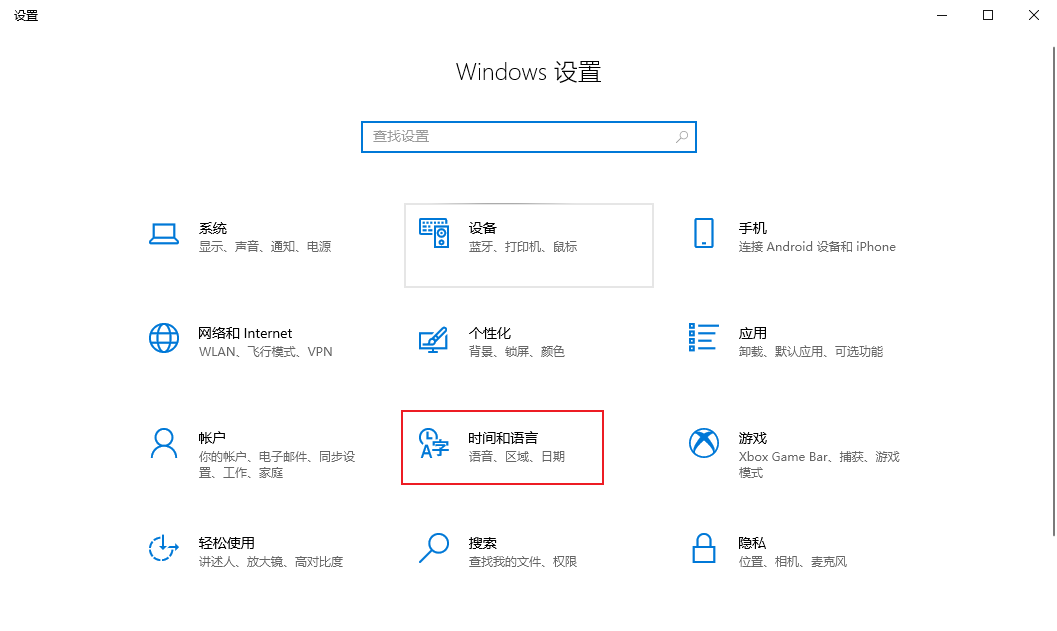 设置
Windows 设置
查找设置
系统
显示、声音、通知、电源
设备
蓝牙、打印机、鼠标
手机
连接 Android 设备和 iPhone
网络和 Internet
WLAN、飞行模式、VPN
个性化
背景、锁屏、颜色
应用
卸载、默认应用、可选功能
帐户
你的帐户、电子邮件、同步设
置、工作、家庭
时间和语言
语音、区域、日期
游戏
Xbox Game Bar、捕获、游戏
模式
轻松使用
讲述人、放大镜、高对比度
搜索
查找我的文件、权限
隐私
位置、相机、麦克风